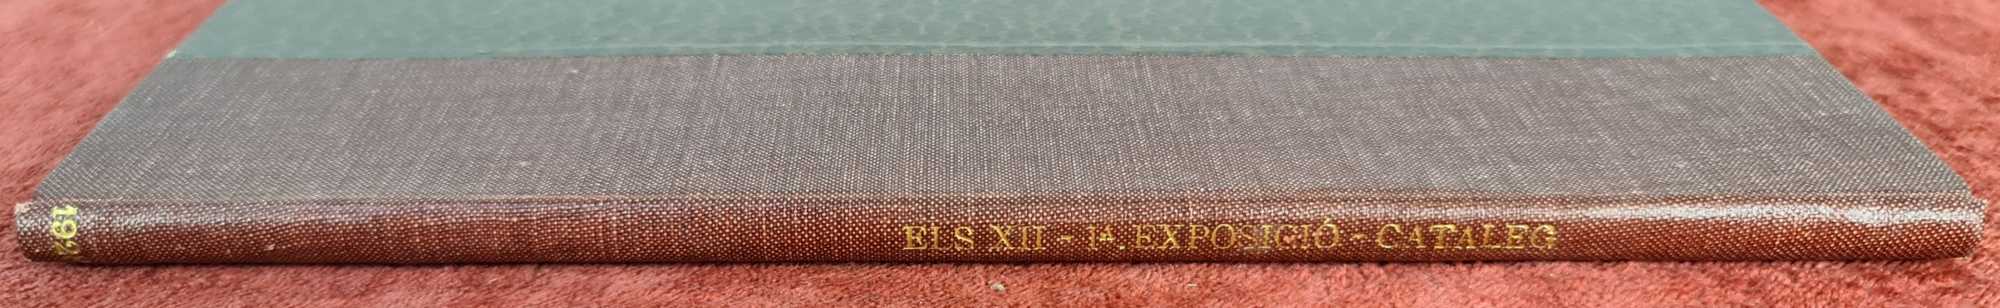 ELS XII - 1ª. EXPOSICIÓ - CATALEG